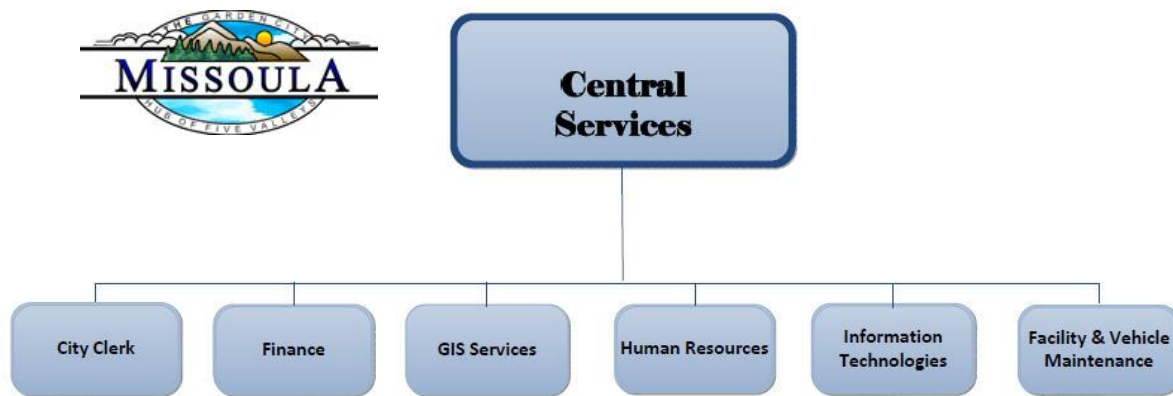 THE GARDEN CITY
MISSOULA
HUB OF FIVE VALLEYS
Central
Services
City Clerk
Finance
GIS Services
Human Resources
Information
Technologies
Facility & Vehicle
Maintenance